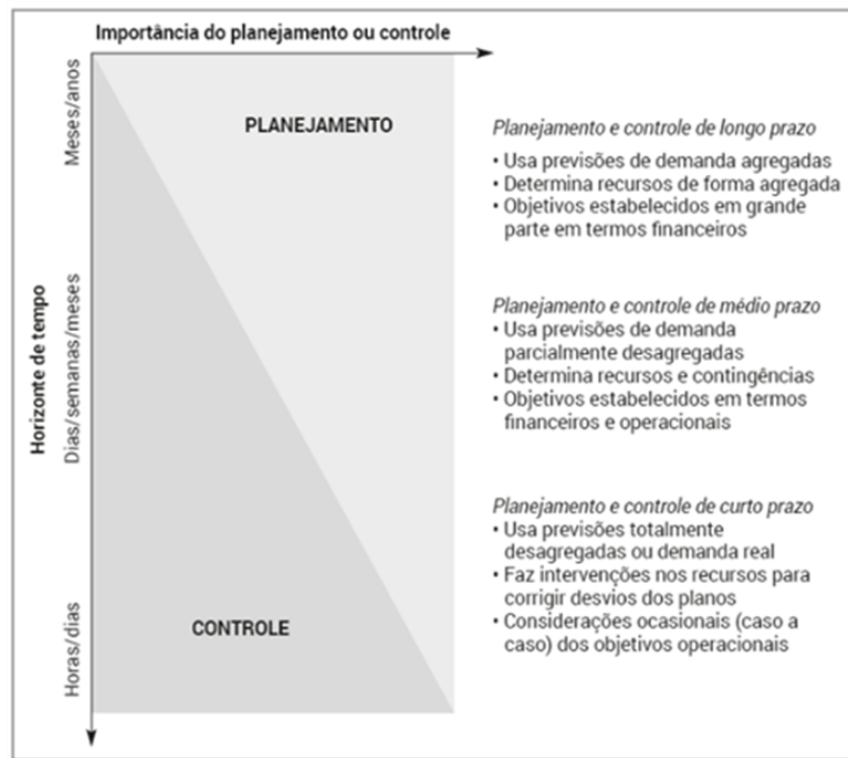 Importância do planejamento ou controle
Meses/anos
PLANEJAMENTO
Planejamento e controle de longo prazo
• Usa previsões de demanda agregadas
• Determina recursos de forma agregada
• Objetivos estabelecidos em grande
parte em termos financeiros
Horizonte de tempo
Dias/semanas/meses
Planejamento e controle de médio prazo
• Usa previsões de demanda
parcialmente desagregadas
• Determina recursos e contingências
• Objetivos estabelecidos em termos
financeiros e operacionais
Horas/dias
CONTROLE
Planejamento e controle de curto prazo
• Usa previsões totalmente
desagregadas ou demanda real
• Faz intervenções nos recursos para
corrigir desvios dos planos
• Considerações ocasionais (caso a
caso) dos objetivos operacionais